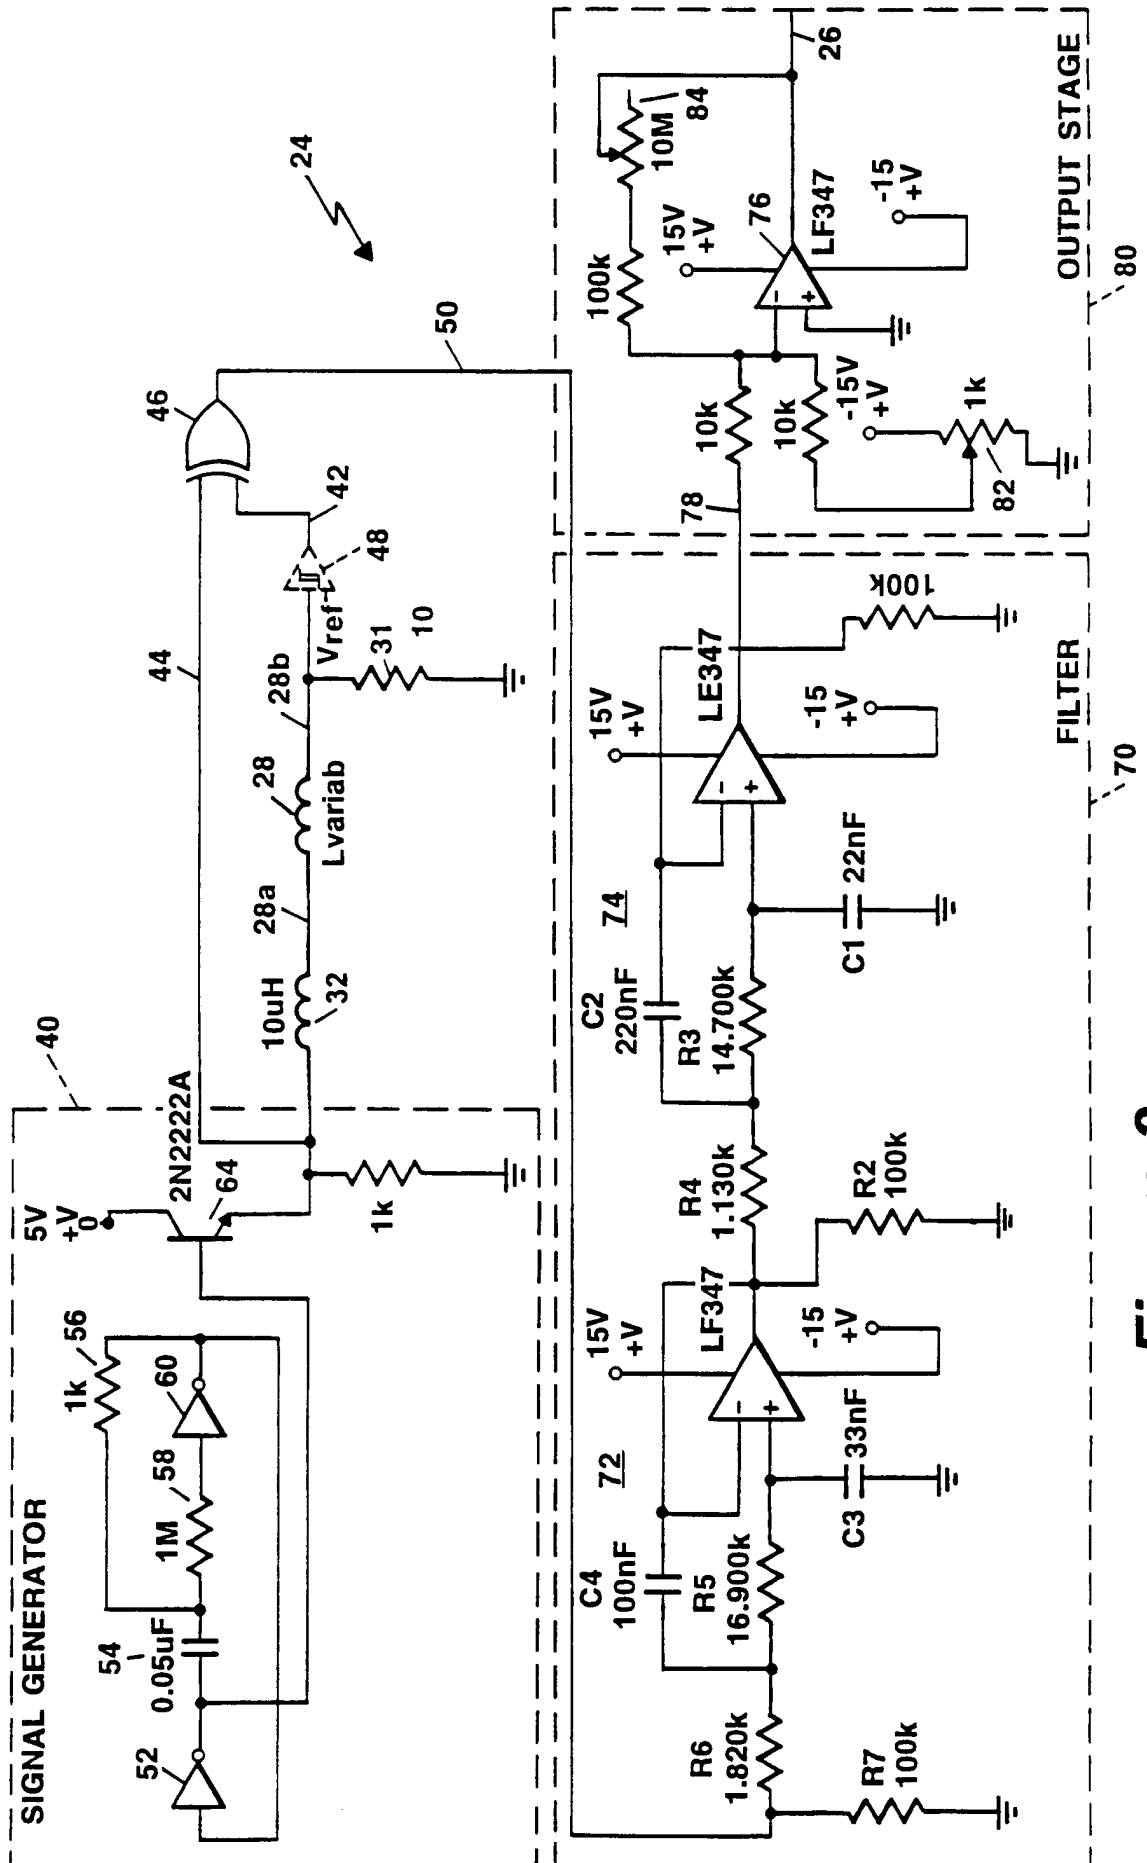 SIGNAL GENERATOR
40
52
54
0.05uF
1M
58
1k
56
60
5V
+V
0
2N2222A
64
1k
10uH
32
28a
28
Lvariab
28b
44
Vref
31
10
48
42
46
50
24
FILTER
70
R7
100k
R6
1.820k
C4
100nF
R5
16.900k
72
C3
33nF
15V
+V
LF347
-
+
-15
+V
R4
1.130k
R2
100k
C2
220nF
R3
14.700k
74
C1
22nF
15V
+V
LE347
-
+
-15
+V
100k
78
OUTPUT STAGE
80
10k
10k
-15V
+V
1k
82
100k
10M
84
15V
+V
76
-
+
LF347
-15
+V
26